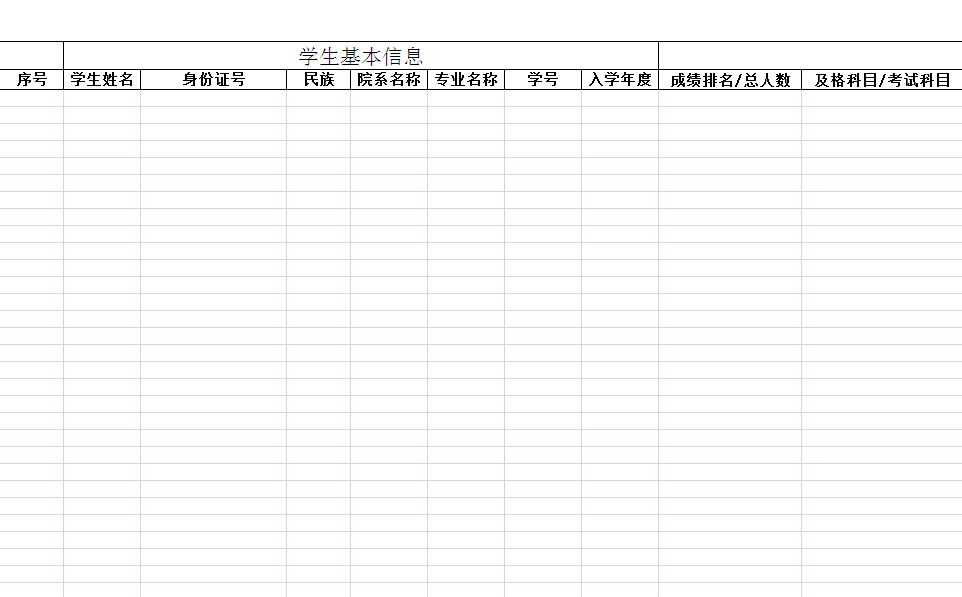 学生基本信息
序号 学生姓名 身份证号 民族 院系名称 专业名称 学号 入学年度 成绩排名/总人数 及格科目/考试科目